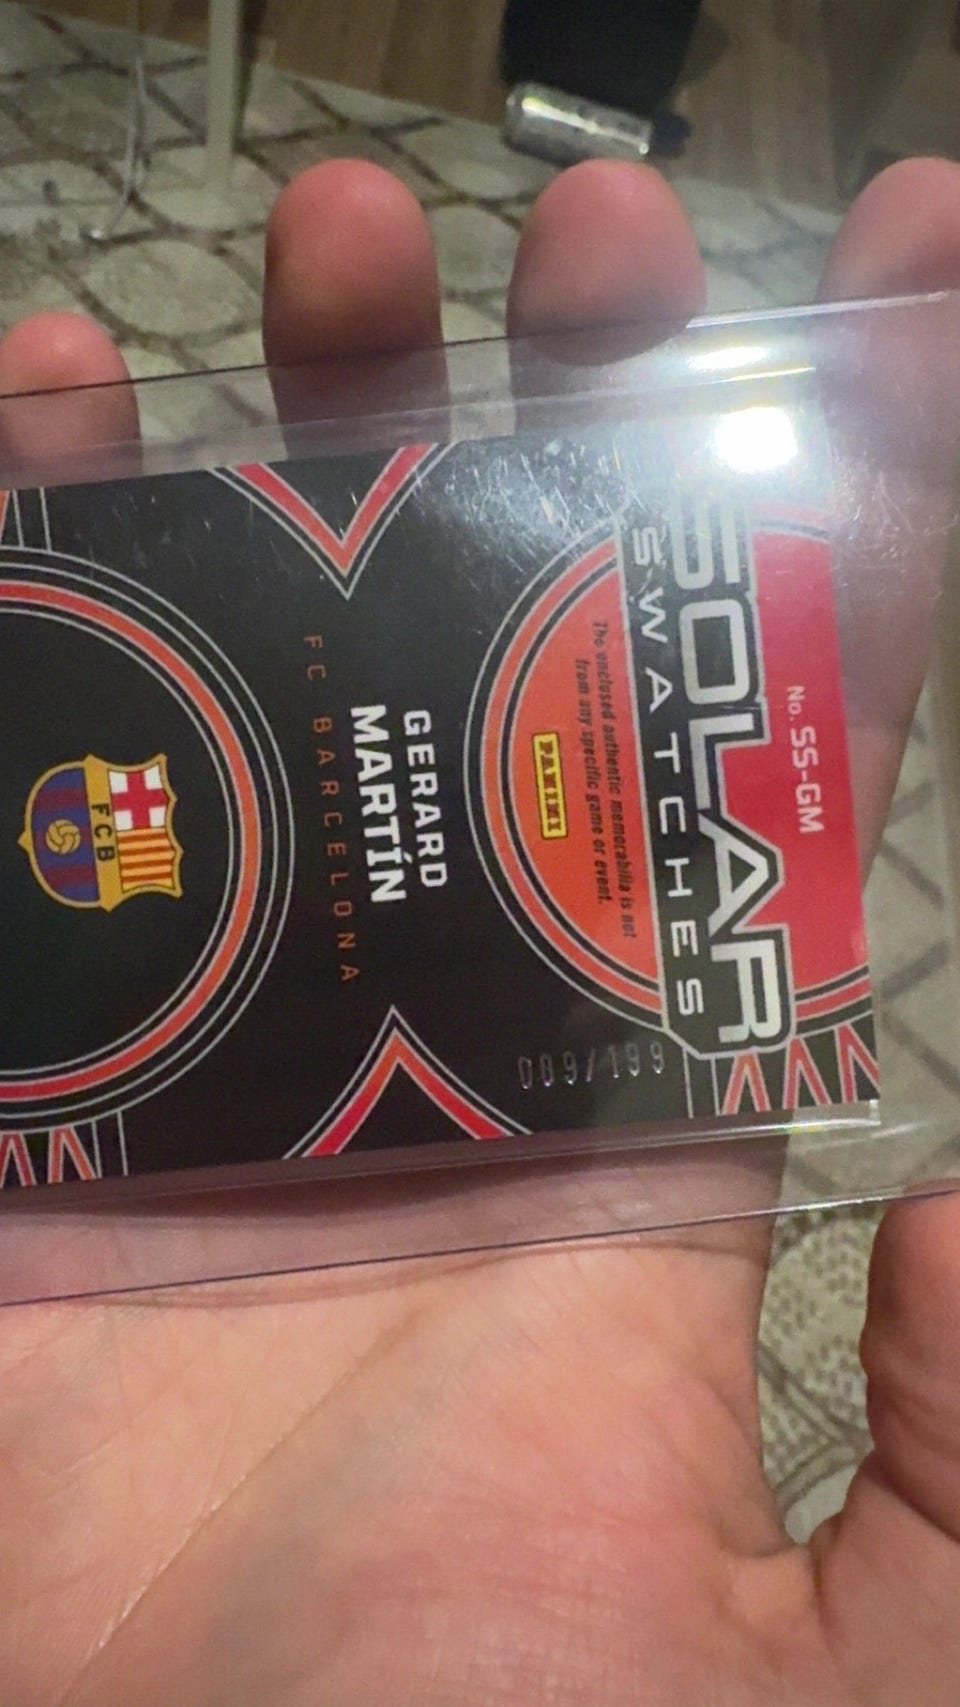 No. SS-GM
SOLAR
SWATCHES
The enclosed authentic memorabilia is not
from any specific game or event.
PANINI
GERARD
MARTÍN
FC BARCELONA
FCB
089/199